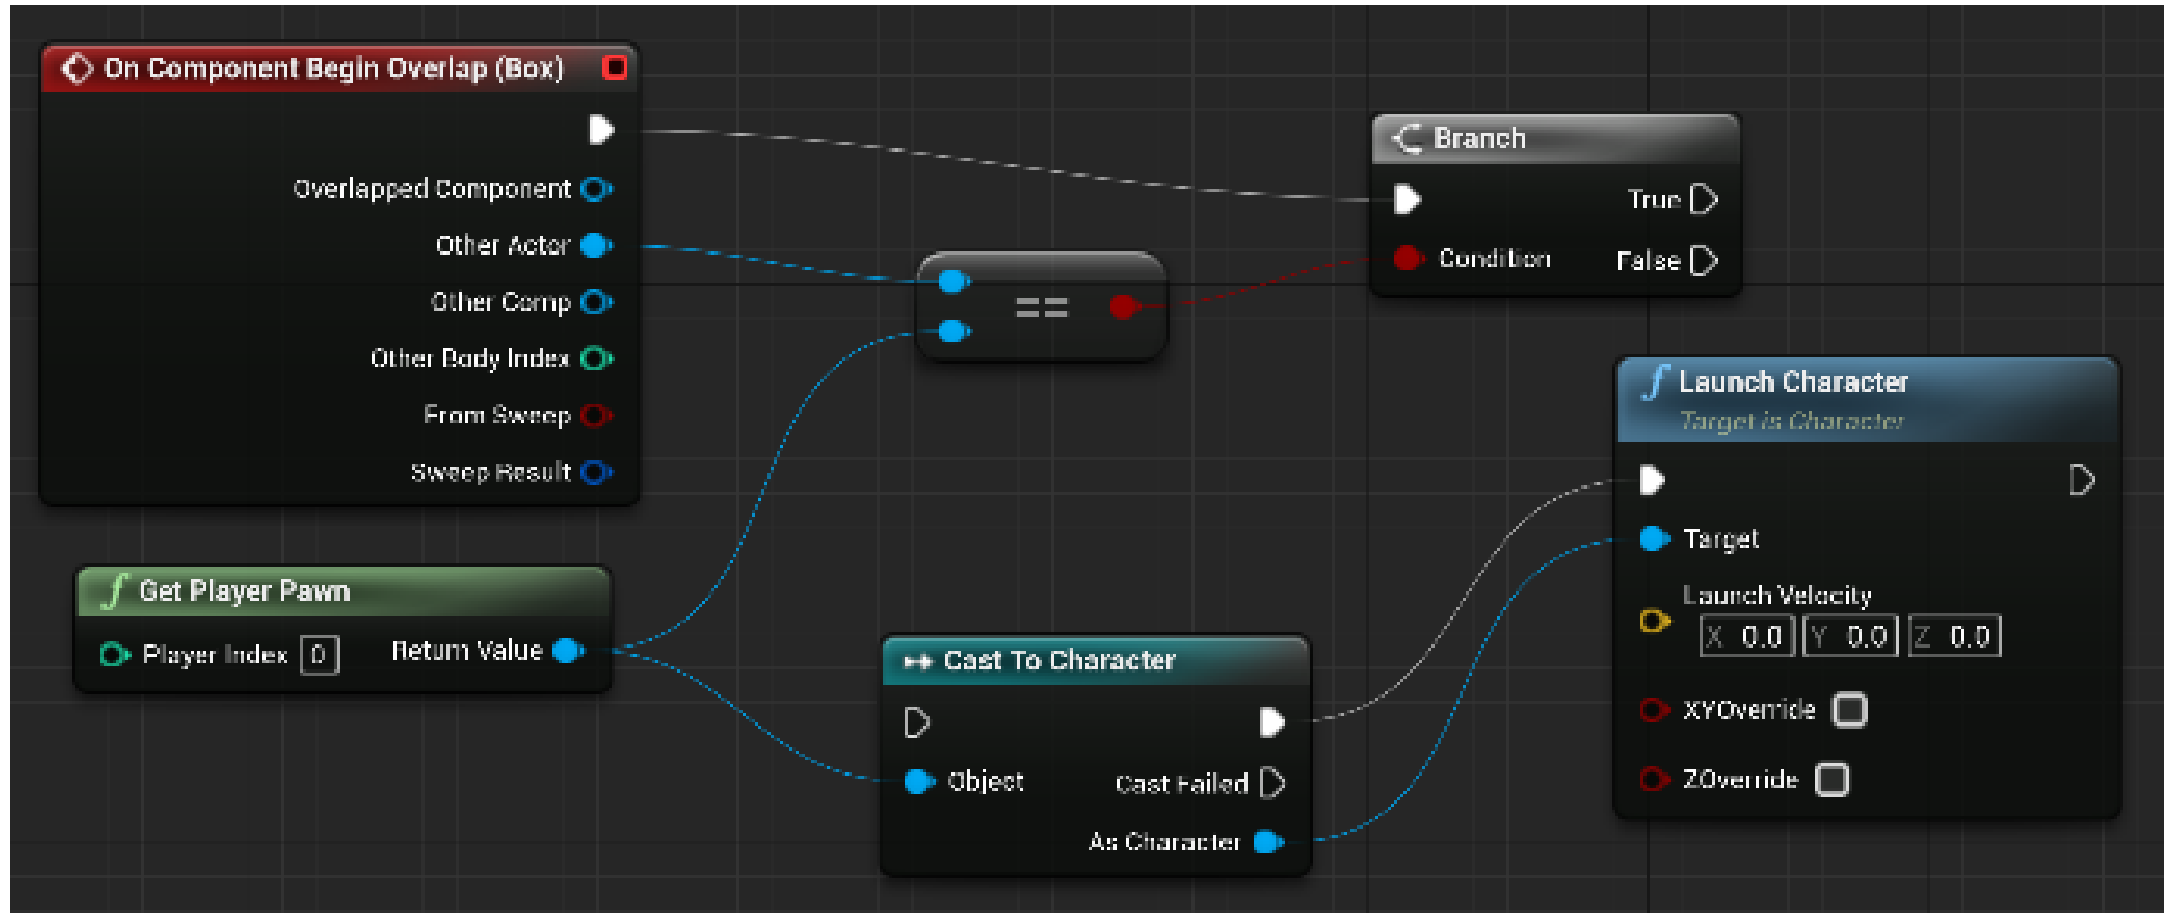 On Component Begin Overlap (Box)
Overlapped Component
Other Actor
Other Comp
Other Body Index
From Sweep
Sweep Result
==
Branch
True
Condition
False
Get Player Pawn
Player Index 0 Return Value
Cast To Character
Object
Cast Failed
As Character
f Launch Character
Target is Character
Target
Launch Velocity
X 0.0 Y 0.0 Z 0.0
XYOverride
ZOverride